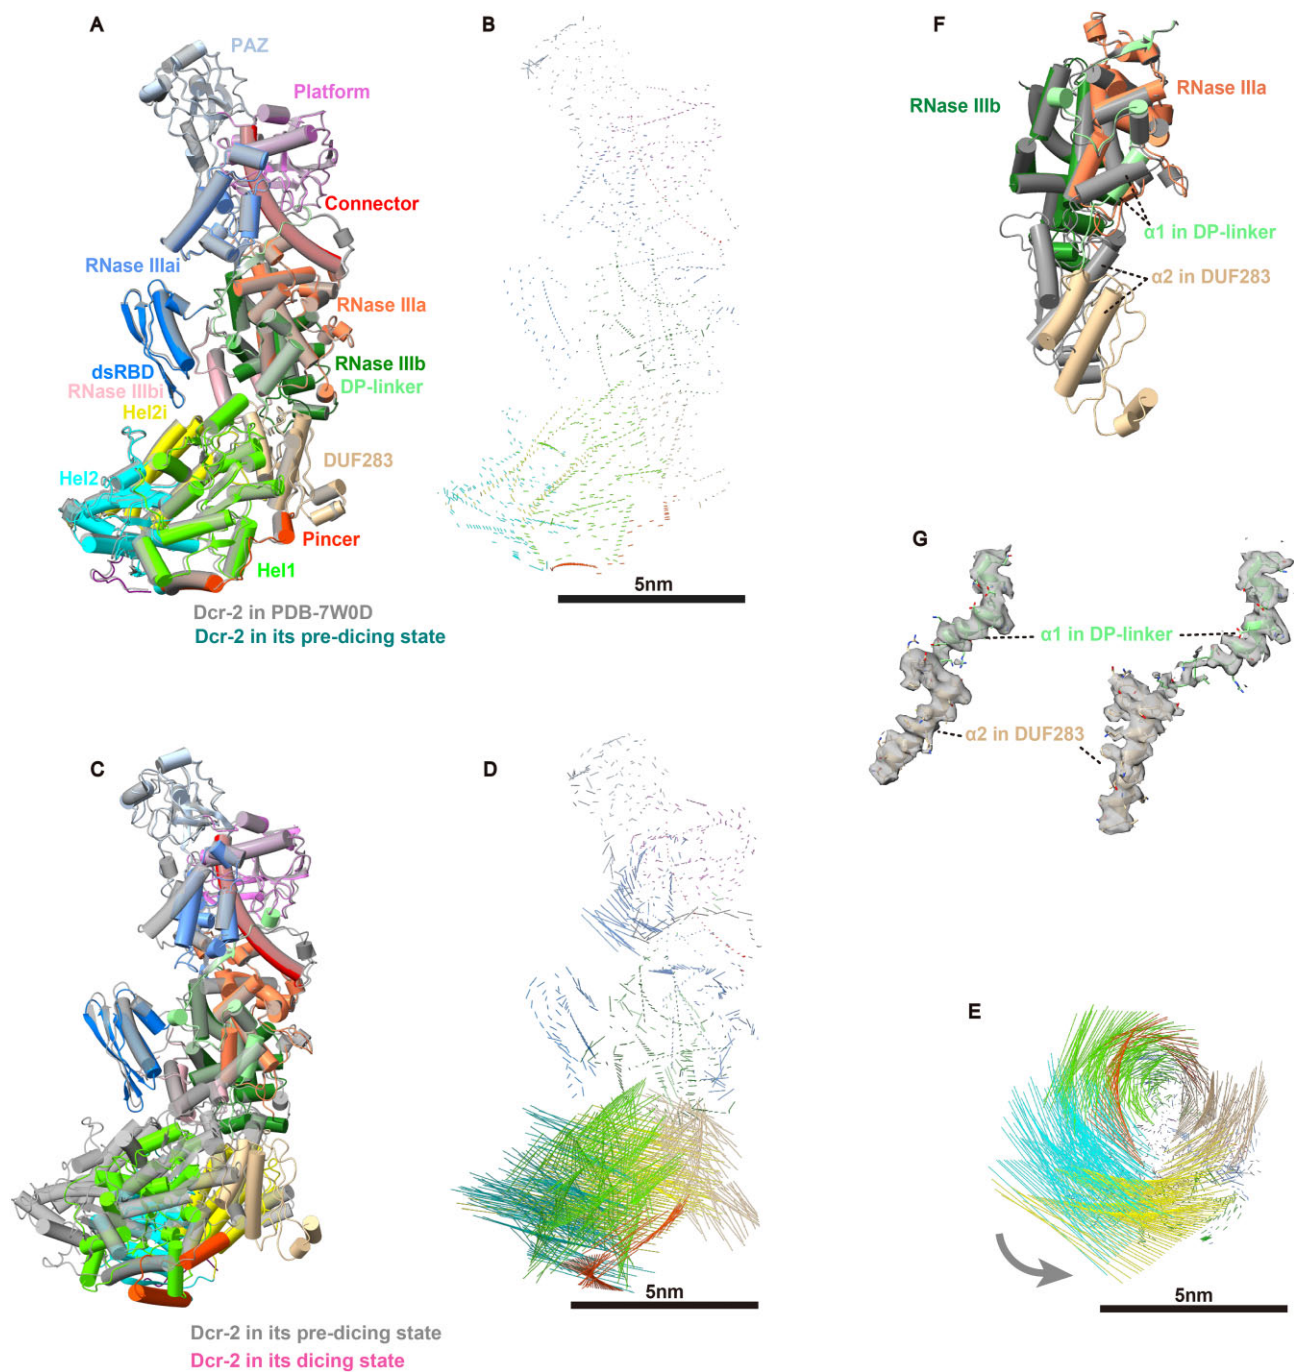 A
PAZ
Platform
Connector
RNase IIIai
RNase IIIa
dsRBD
RNase IIIb
RNase IIIbi
DP-linker
Hel2i
Hel2
DUF283
Pincer
Hel1
Dcr-2 in PDB-7W0D
Dcr-2 in its pre-dicing state
B
5nm
F
RNase IIIb
RNase IIIa
α1 in DP-linker
α2 in DUF283
G
α1 in DP-linker
α2 in DUF283
C
Dcr-2 in its pre-dicing state
Dcr-2 in its dicing state
D
5nm
E
5nm